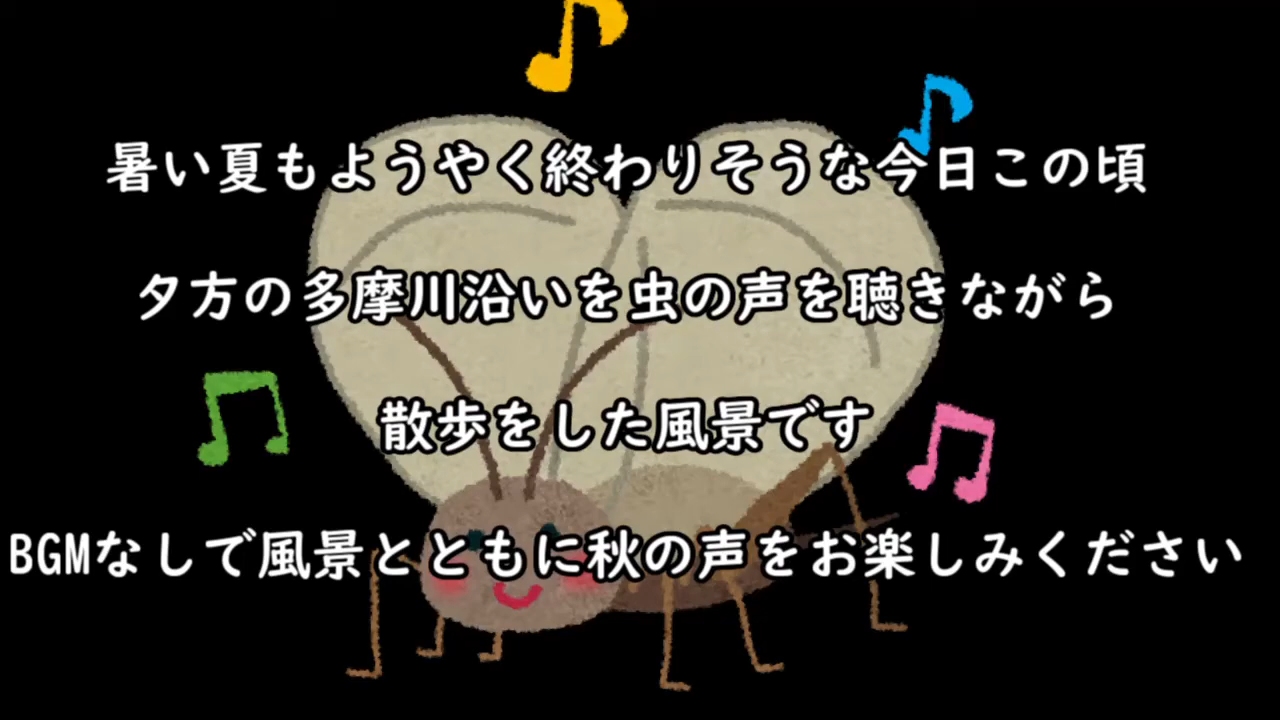 暑い夏もようやく終わりそうな今日この頃
夕方の多摩川沿いを虫の声を聴きながら
散歩をした風景です
BGMなしで風景とともに秋の声をお楽しみください